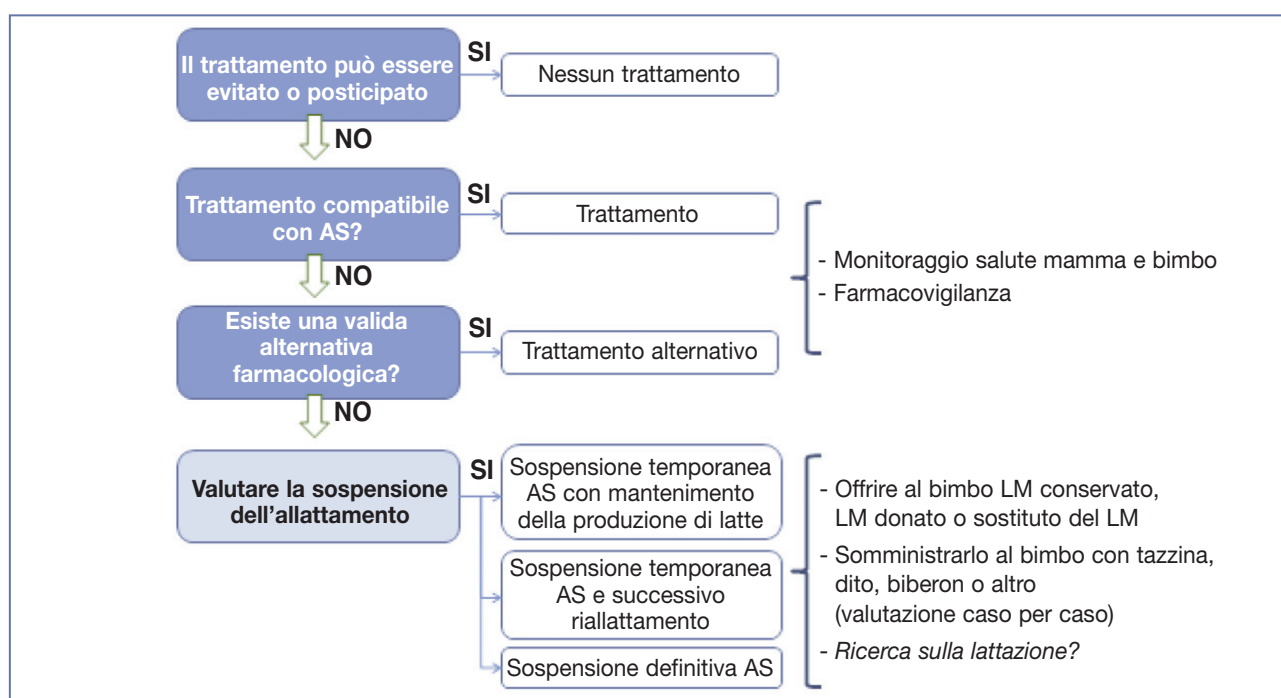 Il trattamento può essere
evitato o posticipato
SI
Nessun trattamento
NO
Trattamento compatibile
con AS?
SI
Trattamento
NO
Esiste una valida
alternativa
farmacologica?
SI
Trattamento alternativo
- Monitoraggio salute mamma e bimbo
- Farmacovigilanza
NO
Valutare la sospensione
dell'allattamento
SI
Sospensione temporanea
AS con mantenimento
della produzione di latte
Sospensione temporanea
AS e successivo
riallattamento
Sospensione definitiva AS
- Offrire al bimbo LM conservato,
LM donato o sostituto del LM
- Somministrarlo al bimbo con tazzina,
dito, biberon o altro
(valutazione caso per caso)
- Ricerca sulla lattazione?